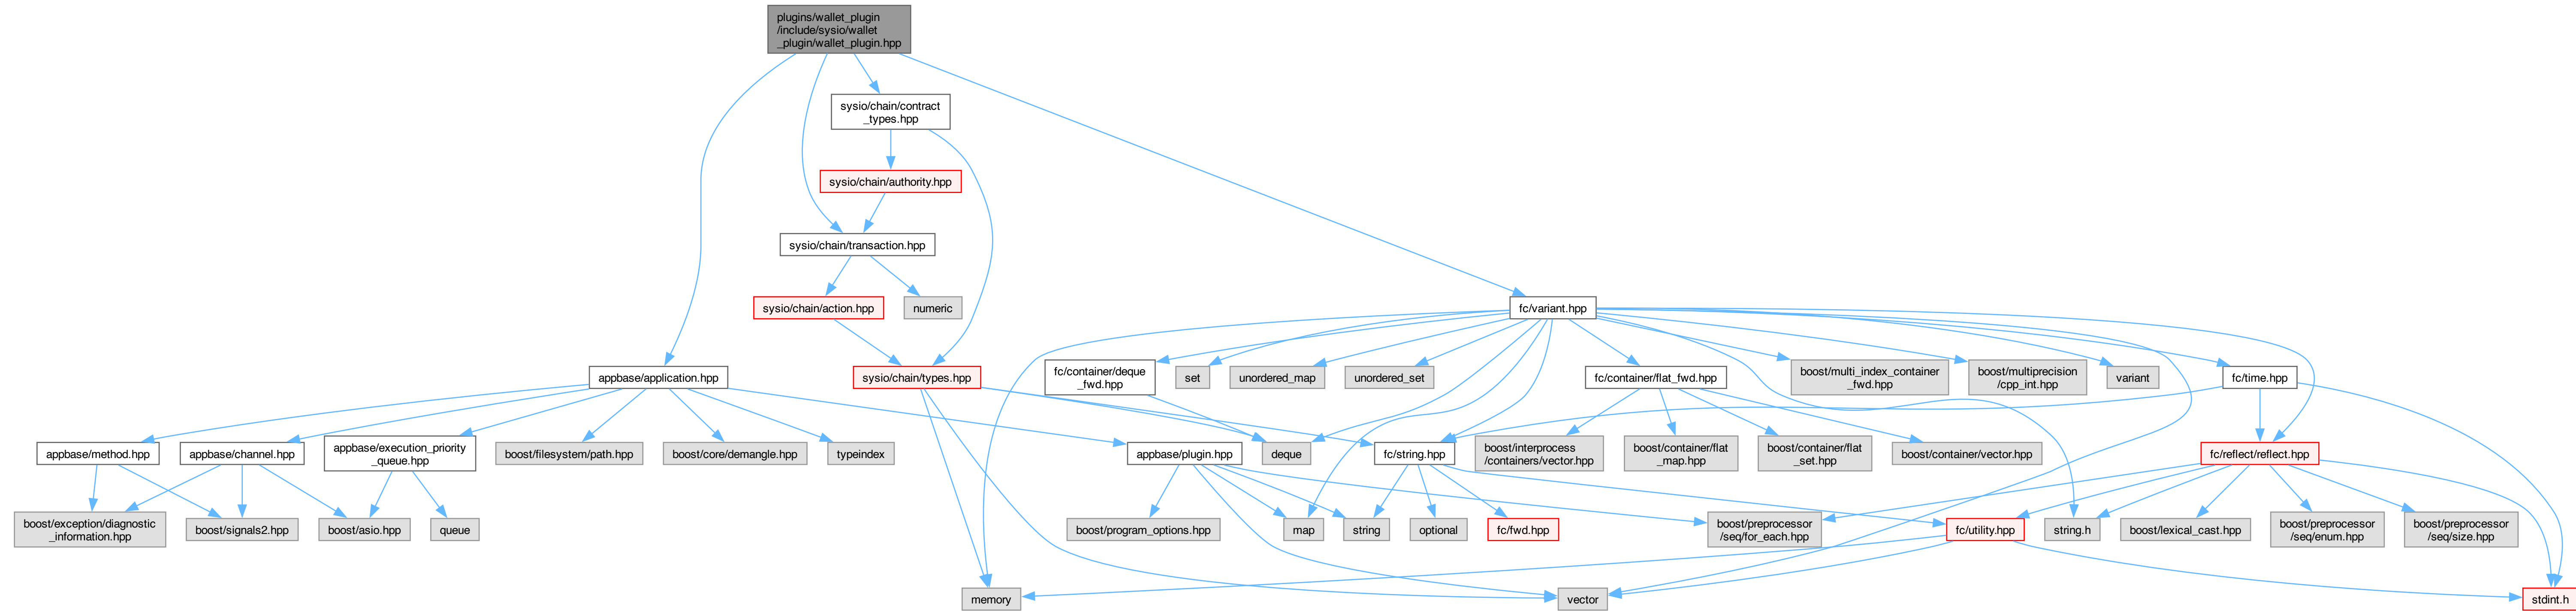 plugins/wallet_plugin
/include/sysio/wallet
_plugin/wallet_plugin.hpp
sysio/chain/contract
_types.hpp
sysio/chain/authority.hpp
sysio/chain/transaction.hpp
sysio/chain/action.hpp
numeric
fc/variant.hpp
appbase/application.hpp
sysio/chain/types.hpp
fc/container/deque
_fwd.hpp
set
unordered_map
unordered_set
fc/container/flat_fwd.hpp
boost/multi_index_container
_fwd.hpp
boost/multiprecision
/cpp_int.hpp
variant
fc/time.hpp
appbase/method.hpp
appbase/channel.hpp
appbase/execution_priority
_queue.hpp
boost/filesystem/path.hpp
boost/core/demangle.hpp
typeindex
appbase/plugin.hpp
deque
fc/string.hpp
boost/interprocess
/containers/vector.hpp
boost/container/flat
_map.hpp
boost/container/flat
_set.hpp
boost/container/vector.hpp
fc/reflect/reflect.hpp
boost/exception/diagnostic
_information.hpp
boost/signals2.hpp
boost/asio.hpp
queue
boost/program_options.hpp
map
string
optional
fc/fwd.hpp
boost/preprocessor
/seq/for_each.hpp
fc/utility.hpp
string.h
boost/lexical_cast.hpp
boost/preprocessor
/seq/enum.hpp
boost/preprocessor
/seq/size.hpp
memory
vector
stdint.h